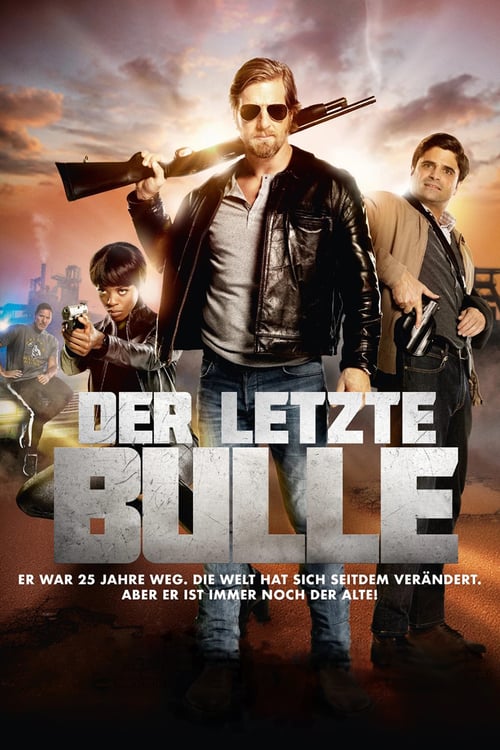 DER LETZTE
BULLE
ER WAR 25 JAHRE WEG. DIE WELT HAT SICH SEITDEM VERÄNDERT.
ABER ER IST IMMER NOCH DER ALTE!